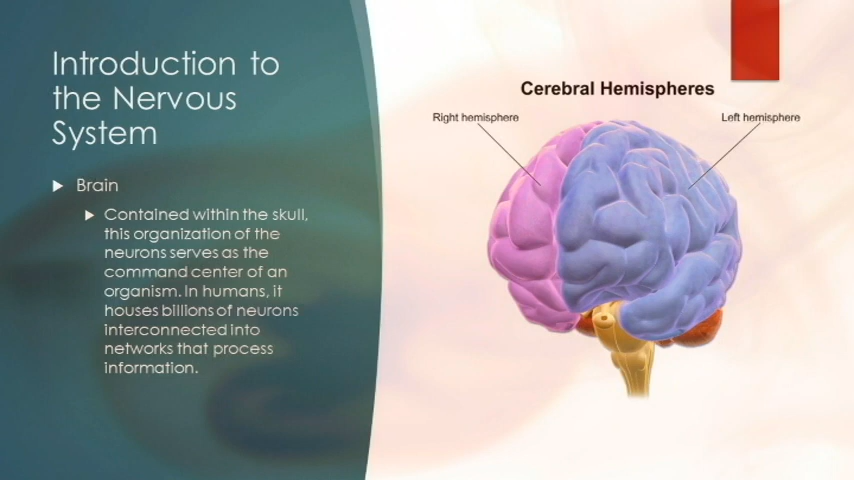 Introduction to
the Nervous
System
Brain
Contained within the skull,
this organization of the
neurons serves as the
command center of an
organism. In humans, it
houses billions of neurons
interconnected into
networks that process
information.
Cerebral Hemispheres
Right hemisphere
Left hemisphere